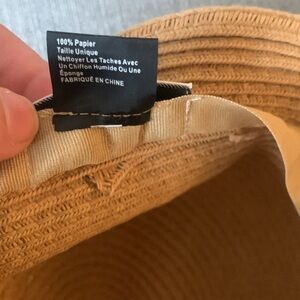 100% Papier
Taille Unique
Nettoyer Les Taches Avec
Un Chiffon Humide Ou Une
Éponge
FABRIQUÉ EN CHINE